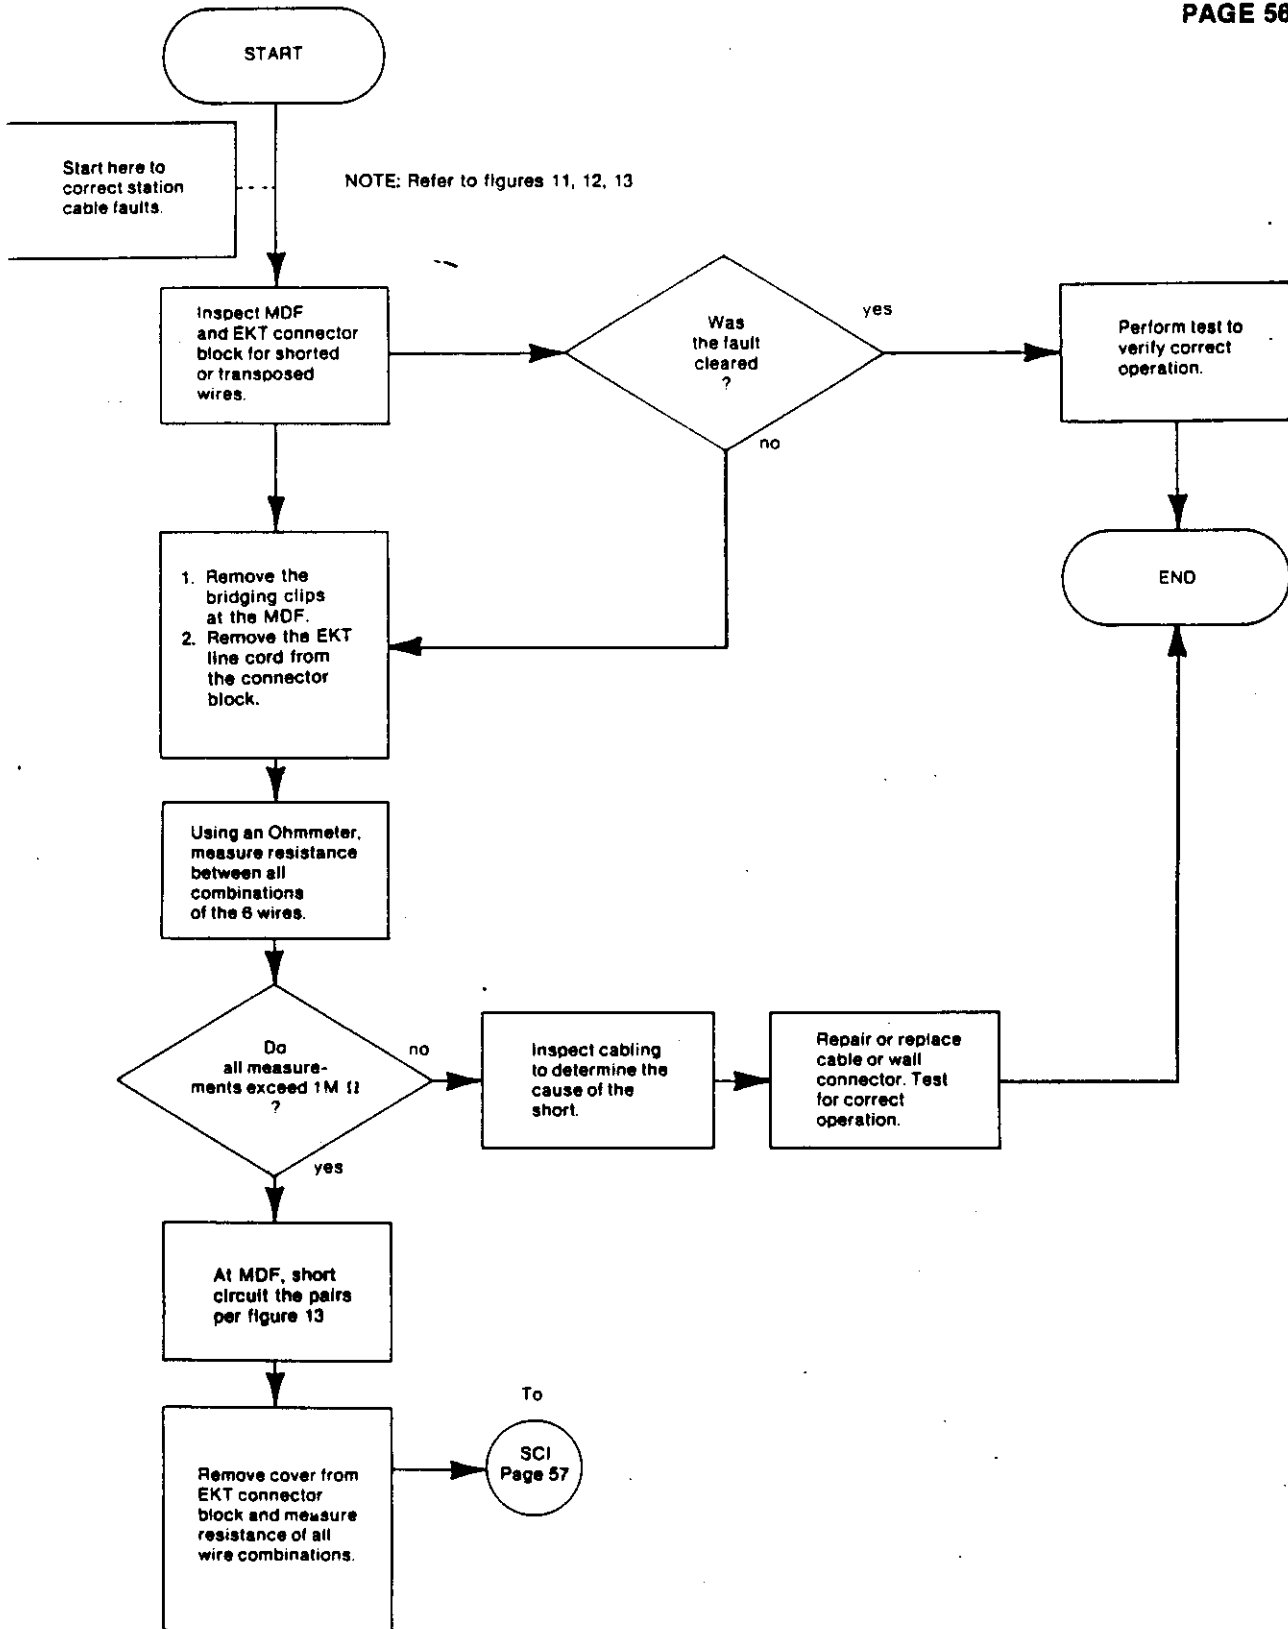 PAGE 56
START
Start here to
correct station
cable faults.
NOTE: Refer to figures 11, 12, 13
Inspect MDF
and EKT connector
block for shorted
or transposed
wires.
Was
the fault
cleared
?
yes
no
Perform test to
verify correct
operation.
END
1. Remove the
bridging clips
at the MDF.
2. Remove the EKT
line cord from
the connector
block.
Using an Ohmmeter,
measure resistance
between all
combinations
of the 6 wires.
Do
all measure-
ments exceed 1M Ω
?
no
yes
Inspect cabling
to determine the
cause of the
short.
Repair or replace
cable or wall
connector. Test
for correct
operation.
At MDF, short
circuit the pairs
per figure 13
Remove cover from
EKT connector
block and measure
resistance of all
wire combinations.
To
SCI
Page 57